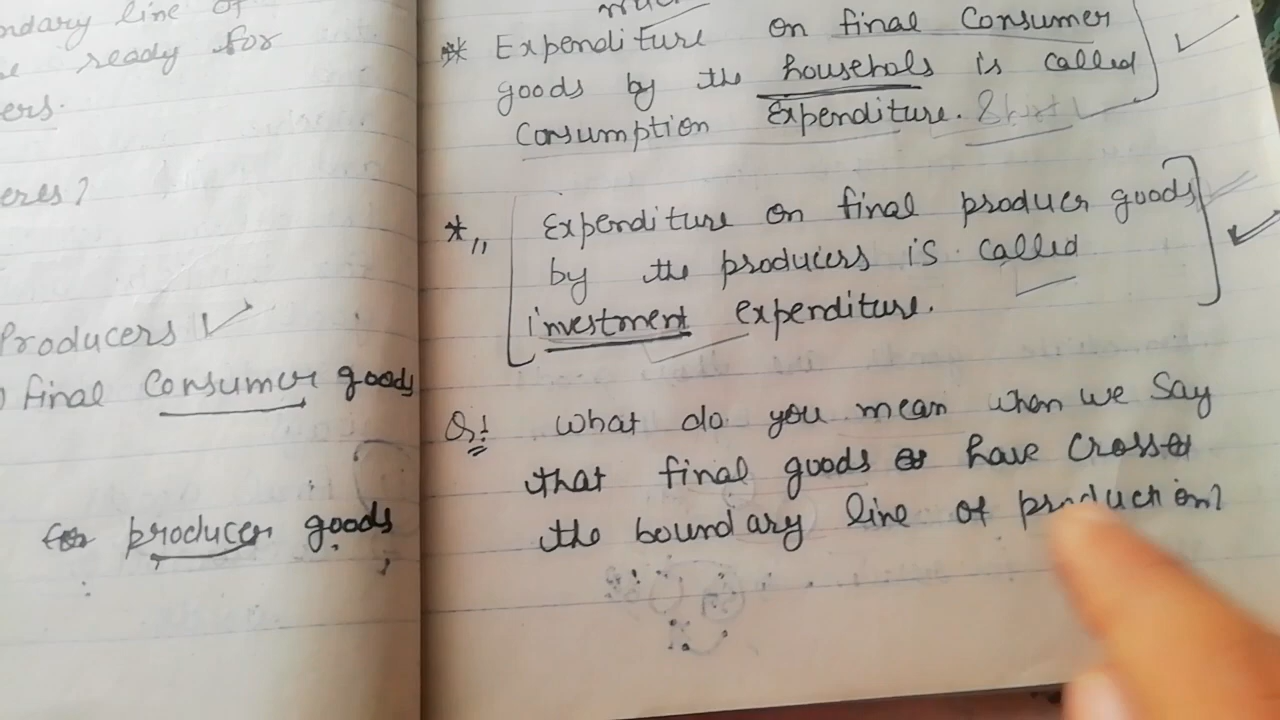 ndary line of
ready for
ers.
eres?
Producers
final Consumer goods
for producer goods
** Expenditure on final Consumer
goods by the househols is called
Consumption Expenditure.
*,, Expenditure on final producer goods
by the producers is called
investment expenditure.
Q:! What do you mean when we Say
that final goods have Crossed
the boundary line of production?